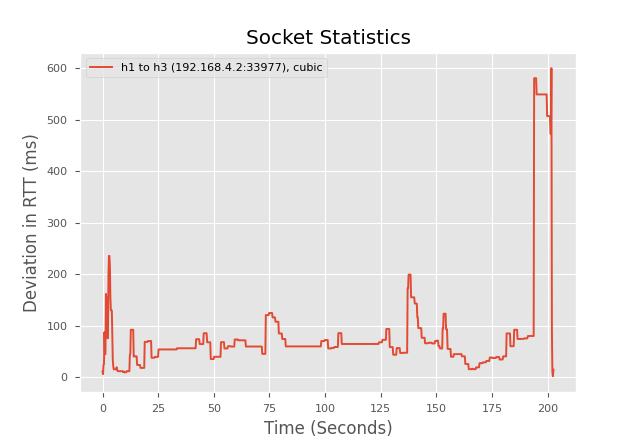 Socket Statistics
h1 to h3 (192.168.4.2:33977), cubic
Deviation in RTT (ms)
600
500
400
300
200
100
0
0 25 50 75 100 125 150 175 200
Time (Seconds)